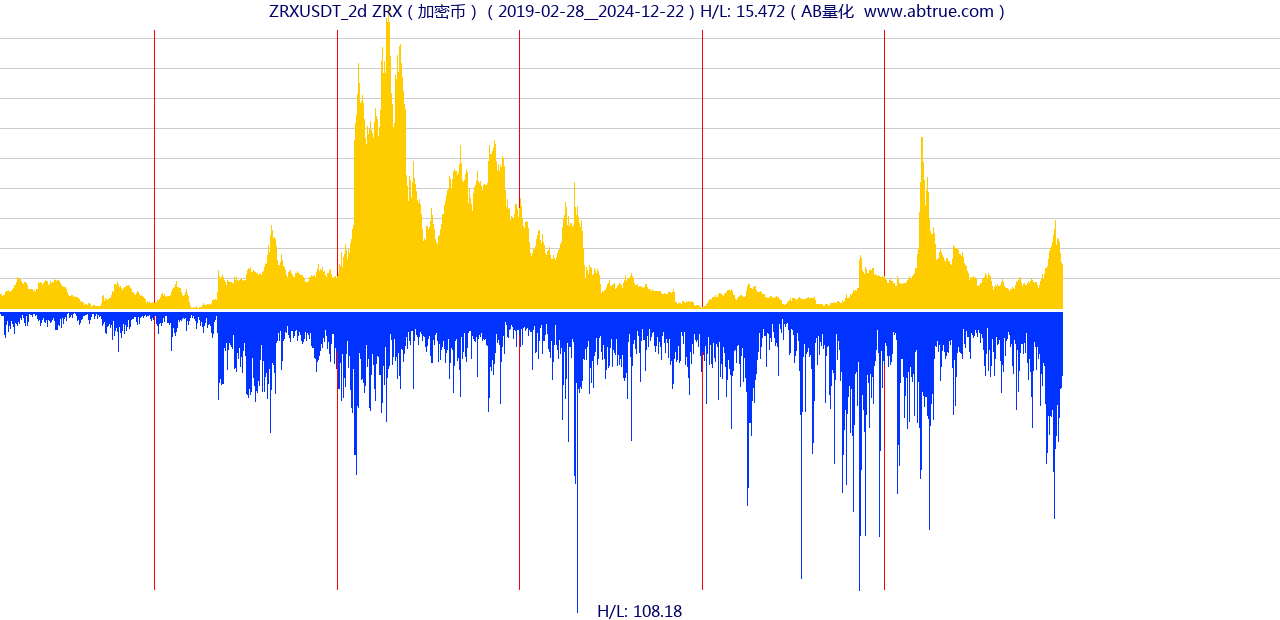 ZRXUSDT_2d ZRX（加密币）（2019-02-28__2024-12-22）H/L: 15.472（AB量化  www.abtrue.com）
H/L: 108.18